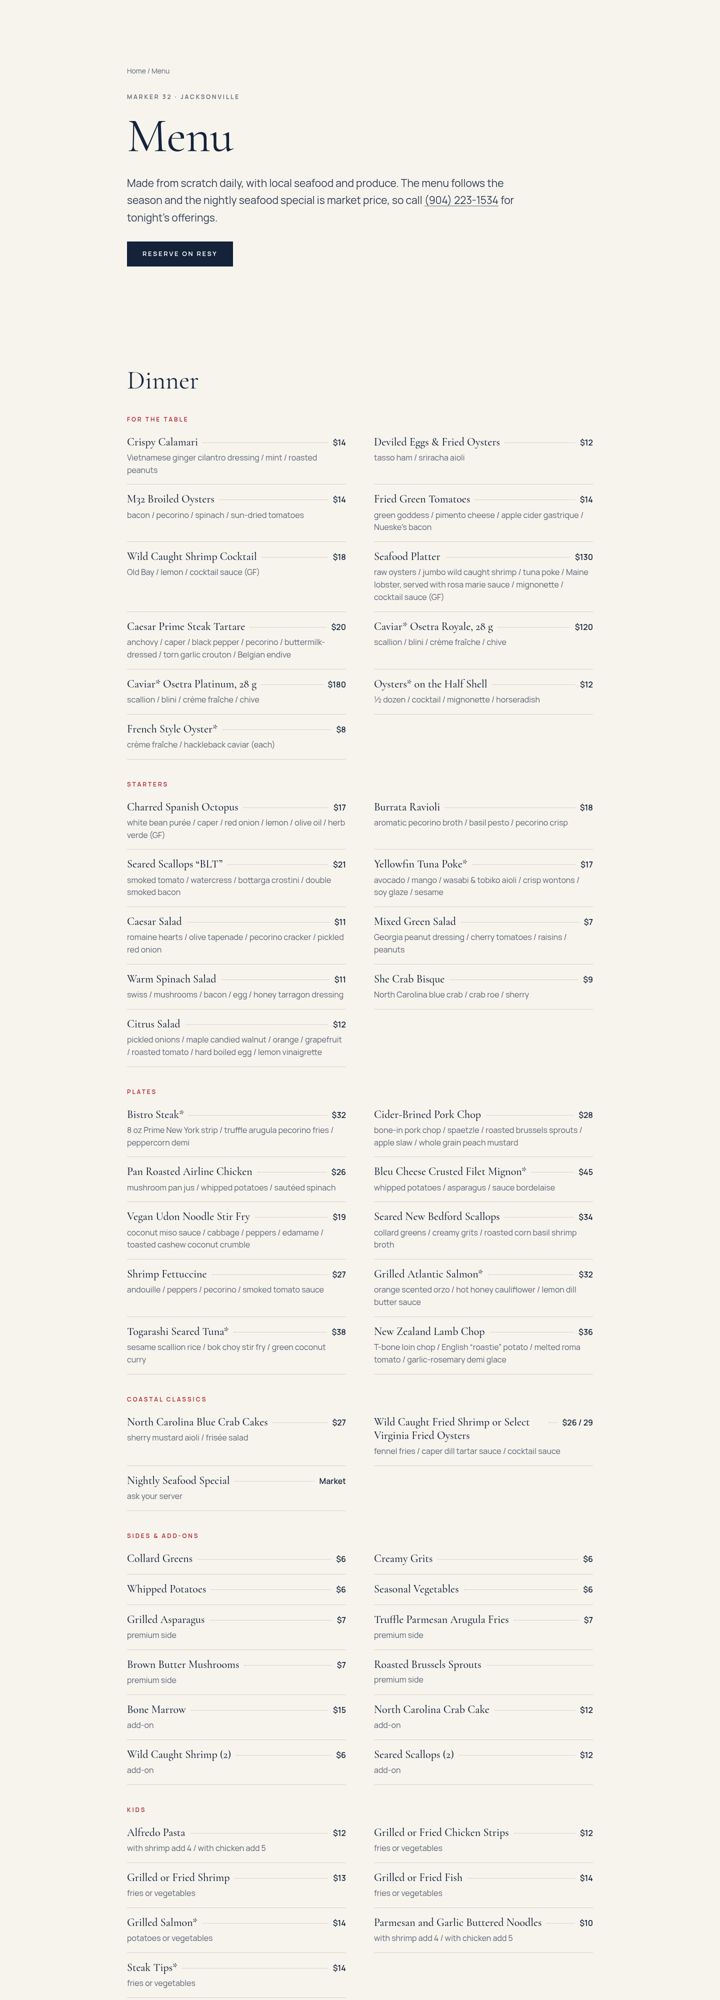 Home / Menu
MARKER 32 · JACKSONVILLE
Menu
Made from scratch daily, with local seafood and produce. The menu follows the
season and the nightly seafood special is market price, so call (904) 223-1534 for
tonight's offerings.
RESERVE ON RESY
Dinner
FOR THE TABLE
Crispy Calamari $14
Vietnamese ginger cilantro dressing / mint / roasted
peanuts
Deviled Eggs & Fried Oysters $12
tasso ham / sriracha aioli
M32 Broiled Oysters $14
bacon / pecorino / spinach / sun-dried tomatoes
Fried Green Tomatoes $14
green goddess / pimento cheese / apple cider gastrique /
Nueske's bacon
Wild Caught Shrimp Cocktail $18
Old Bay / lemon / cocktail sauce (GF)
Seafood Platter $130
raw oysters / jumbo wild caught shrimp / tuna poke / Maine
lobster, served with rosa marie sauce / mignonette /
cocktail sauce (GF)
Caesar Prime Steak Tartare $20
anchovy / caper / black pepper / pecorino / buttermilk-
dressed / torn garlic crouton / Belgian endive
Caviar* Osetra Royale, 28 g $120
scallion / blini / crème fraîche / chive
Caviar* Osetra Platinum, 28 g $180
scallion / blini / crème fraîche / chive
Oysters* on the Half Shell $12
½ dozen / cocktail / mignonette / horseradish
French Style Oyster* $8
crème fraîche / hackleback caviar (each)
STARTERS
Charred Spanish Octopus $17
white bean purée / caper / red onion / lemon / olive oil / herb
verde (GF)
Burrata Ravioli $18
aromatic pecorino broth / basil pesto / pecorino crisp
Seared Scallops “BLT” $21
smoked tomato / watercress / bottarga crostini / double
smoked bacon
Yellowfin Tuna Poke* $17
avocado / mango / wasabi & tobiko aioli / crisp wontons /
soy glaze / sesame
Caesar Salad $11
romaine hearts / olive tapenade / pecorino cracker / pickled
red onion
Mixed Green Salad $7
Georgia peanut dressing / cherry tomatoes / raisins /
peanuts
Warm Spinach Salad $11
swiss / mushrooms / bacon / egg / honey tarragon dressing
She Crab Bisque $9
North Carolina blue crab / crab roe / sherry
Citrus Salad $12
pickled onions / maple candied walnut / orange / grapefruit
/ roasted tomato / hard boiled egg / lemon vinaigrette
PLATES
Bistro Steak* $32
8 oz Prime New York strip / truffle arugula pecorino fries /
peppercorn demi
Cider-Brined Pork Chop $28
bone-in pork chop / spaetzle / roasted brussels sprouts /
apple slaw / whole grain peach mustard
Pan Roasted Airline Chicken $26
mushroom pan jus / whipped potatoes / sautéed spinach
Bleu Cheese Crusted Filet Mignon* $45
whipped potatoes / asparagus / sauce bordelaise
Vegan Udon Noodle Stir Fry $19
coconut miso sauce / cabbage / peppers / edamame /
toasted cashew coconut crumble
Seared New Bedford Scallops $34
collard greens / creamy grits / roasted corn basil shrimp
broth
Shrimp Fettuccine $27
andouille / peppers / pecorino / smoked tomato sauce
Grilled Atlantic Salmon* $32
orange scented orzo / hot honey cauliflower / lemon dill
butter sauce
Togarashi Seared Tuna* $38
sesame scallion rice / bok choy stir fry / green coconut
curry
New Zealand Lamb Chop $36
T-bone loin chop / English “roastie” potato / melted roma
tomato / garlic-rosemary demi glace
COASTAL CLASSICS
North Carolina Blue Crab Cakes $27
sherry mustard aioli / frisée salad
Wild Caught Fried Shrimp or Select
Virginia Fried Oysters $26 / 29
fennel fries / caper dill tartar sauce / cocktail sauce
Nightly Seafood Special Market
ask your server
SIDES & ADD-ONS
Collard Greens $6
Creamy Grits $6
Whipped Potatoes $6
Seasonal Vegetables $6
Grilled Asparagus $7
premium side
Truffle Parmesan Arugula Fries $7
premium side
Brown Butter Mushrooms $7
premium side
Roasted Brussels Sprouts
premium side
Bone Marrow $15
add-on
North Carolina Crab Cake $12
add-on
Wild Caught Shrimp (2) $6
add-on
Seared Scallops (2) $12
add-on
KIDS
Alfredo Pasta $12
with shrimp add 4 / with chicken add 5
Grilled or Fried Chicken Strips $12
fries or vegetables
Grilled or Fried Shrimp $13
fries or vegetables
Grilled or Fried Fish $14
fries or vegetables
Grilled Salmon* $14
potatoes or vegetables
Parmesan and Garlic Buttered Noodles $10
with shrimp add 4 / with chicken add 5
Steak Tips* $14
fries or vegetables